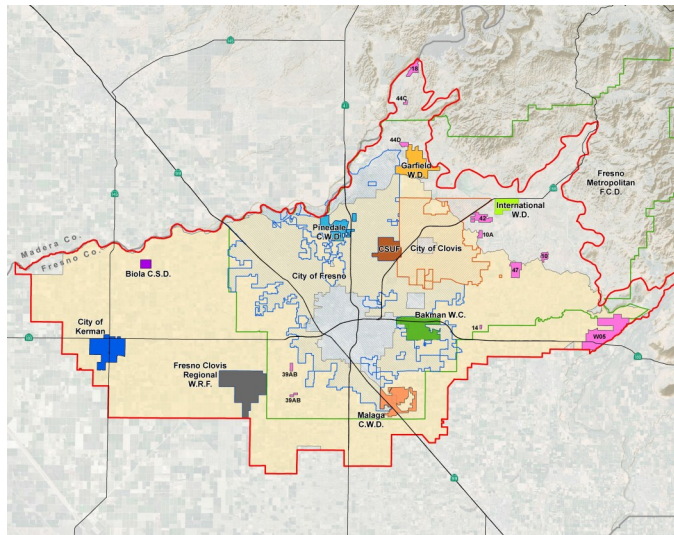 18
44C
44D
Garfield
W.D.
Fresno
Metropolitan
F.C.D.
International
W.D.
42
Pinedale
C.W.D.
10A
CSUF
City of Clovis
Madera Co.
Fresno Co.
Biola C.S.D.
City of Fresno
47
Bakman W.C.
City of
Kerman
14
W05
Fresno Clovis
Regional
W.R.F.
39AB
39AB
Malaga
C.W.D.